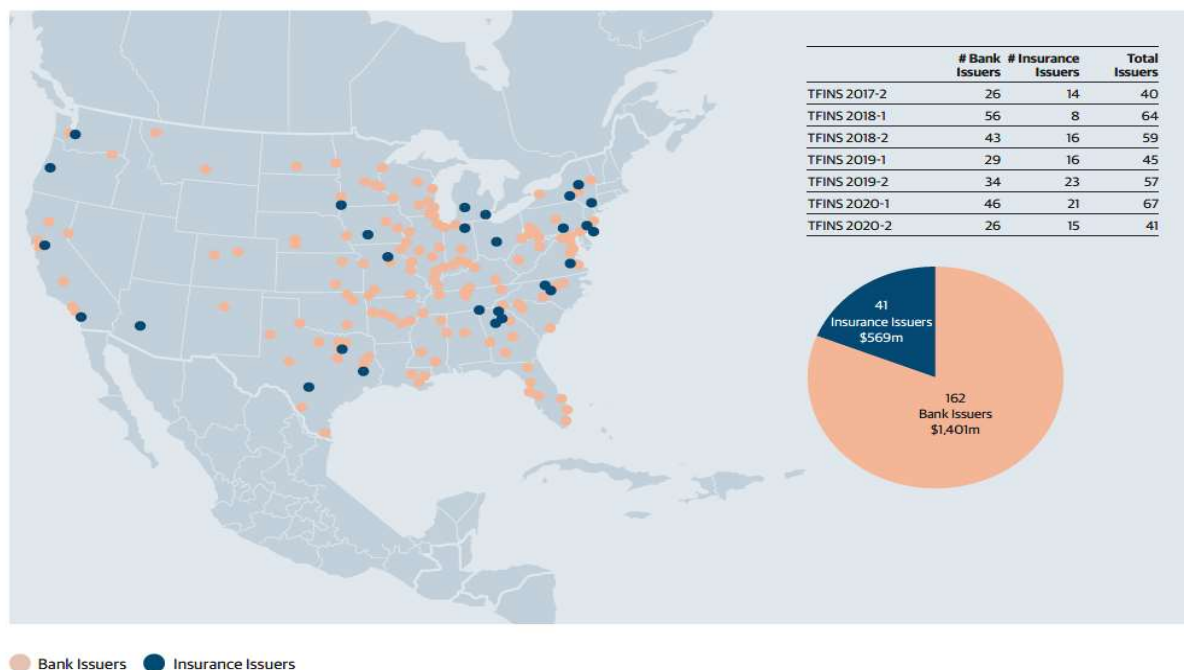 # Bank Issuers # Insurance Issuers Total Issuers
TFINS 2017-2 26 14 40
TFINS 2018-1 56 8 64
TFINS 2018-2 43 16 59
TFINS 2019-1 29 16 45
TFINS 2019-2 34 23 57
TFINS 2020-1 46 21 67
TFINS 2020-2 26 15 41
41
Insurance Issuers
$569m
162
Bank Issuers
$1,401m
Bank Issuers Insurance Issuers